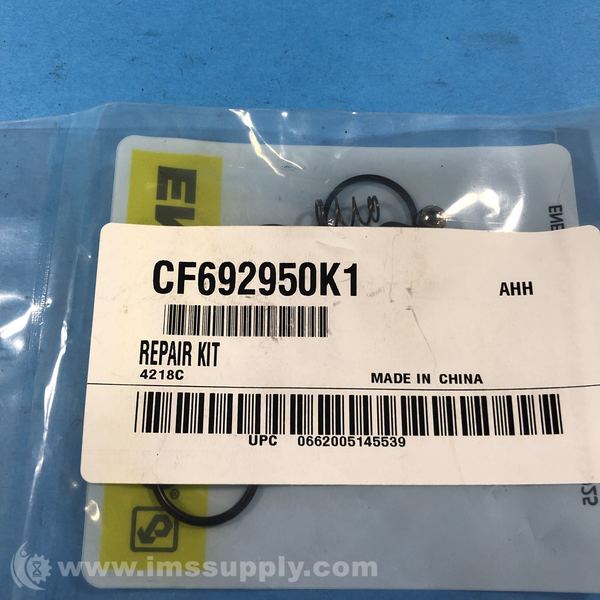 CF692950K1
AHH
REPAIR KIT
4218C
MADE IN CHINA
UPC 0662005145539
www.imssupply.com